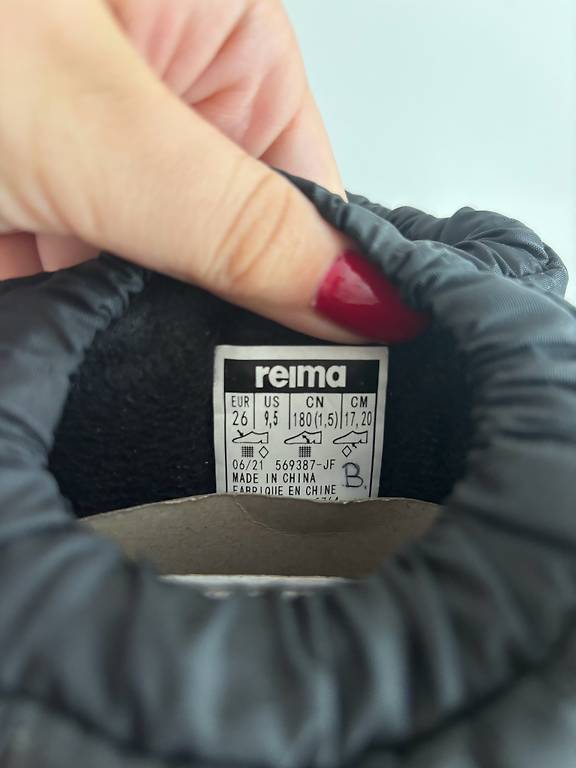 reima
EUR US CN CM
26 9,5 180(1,5) 17,20
06/21 569387-JF
MADE IN CHINA B.
FABRIQUE EN CHINE